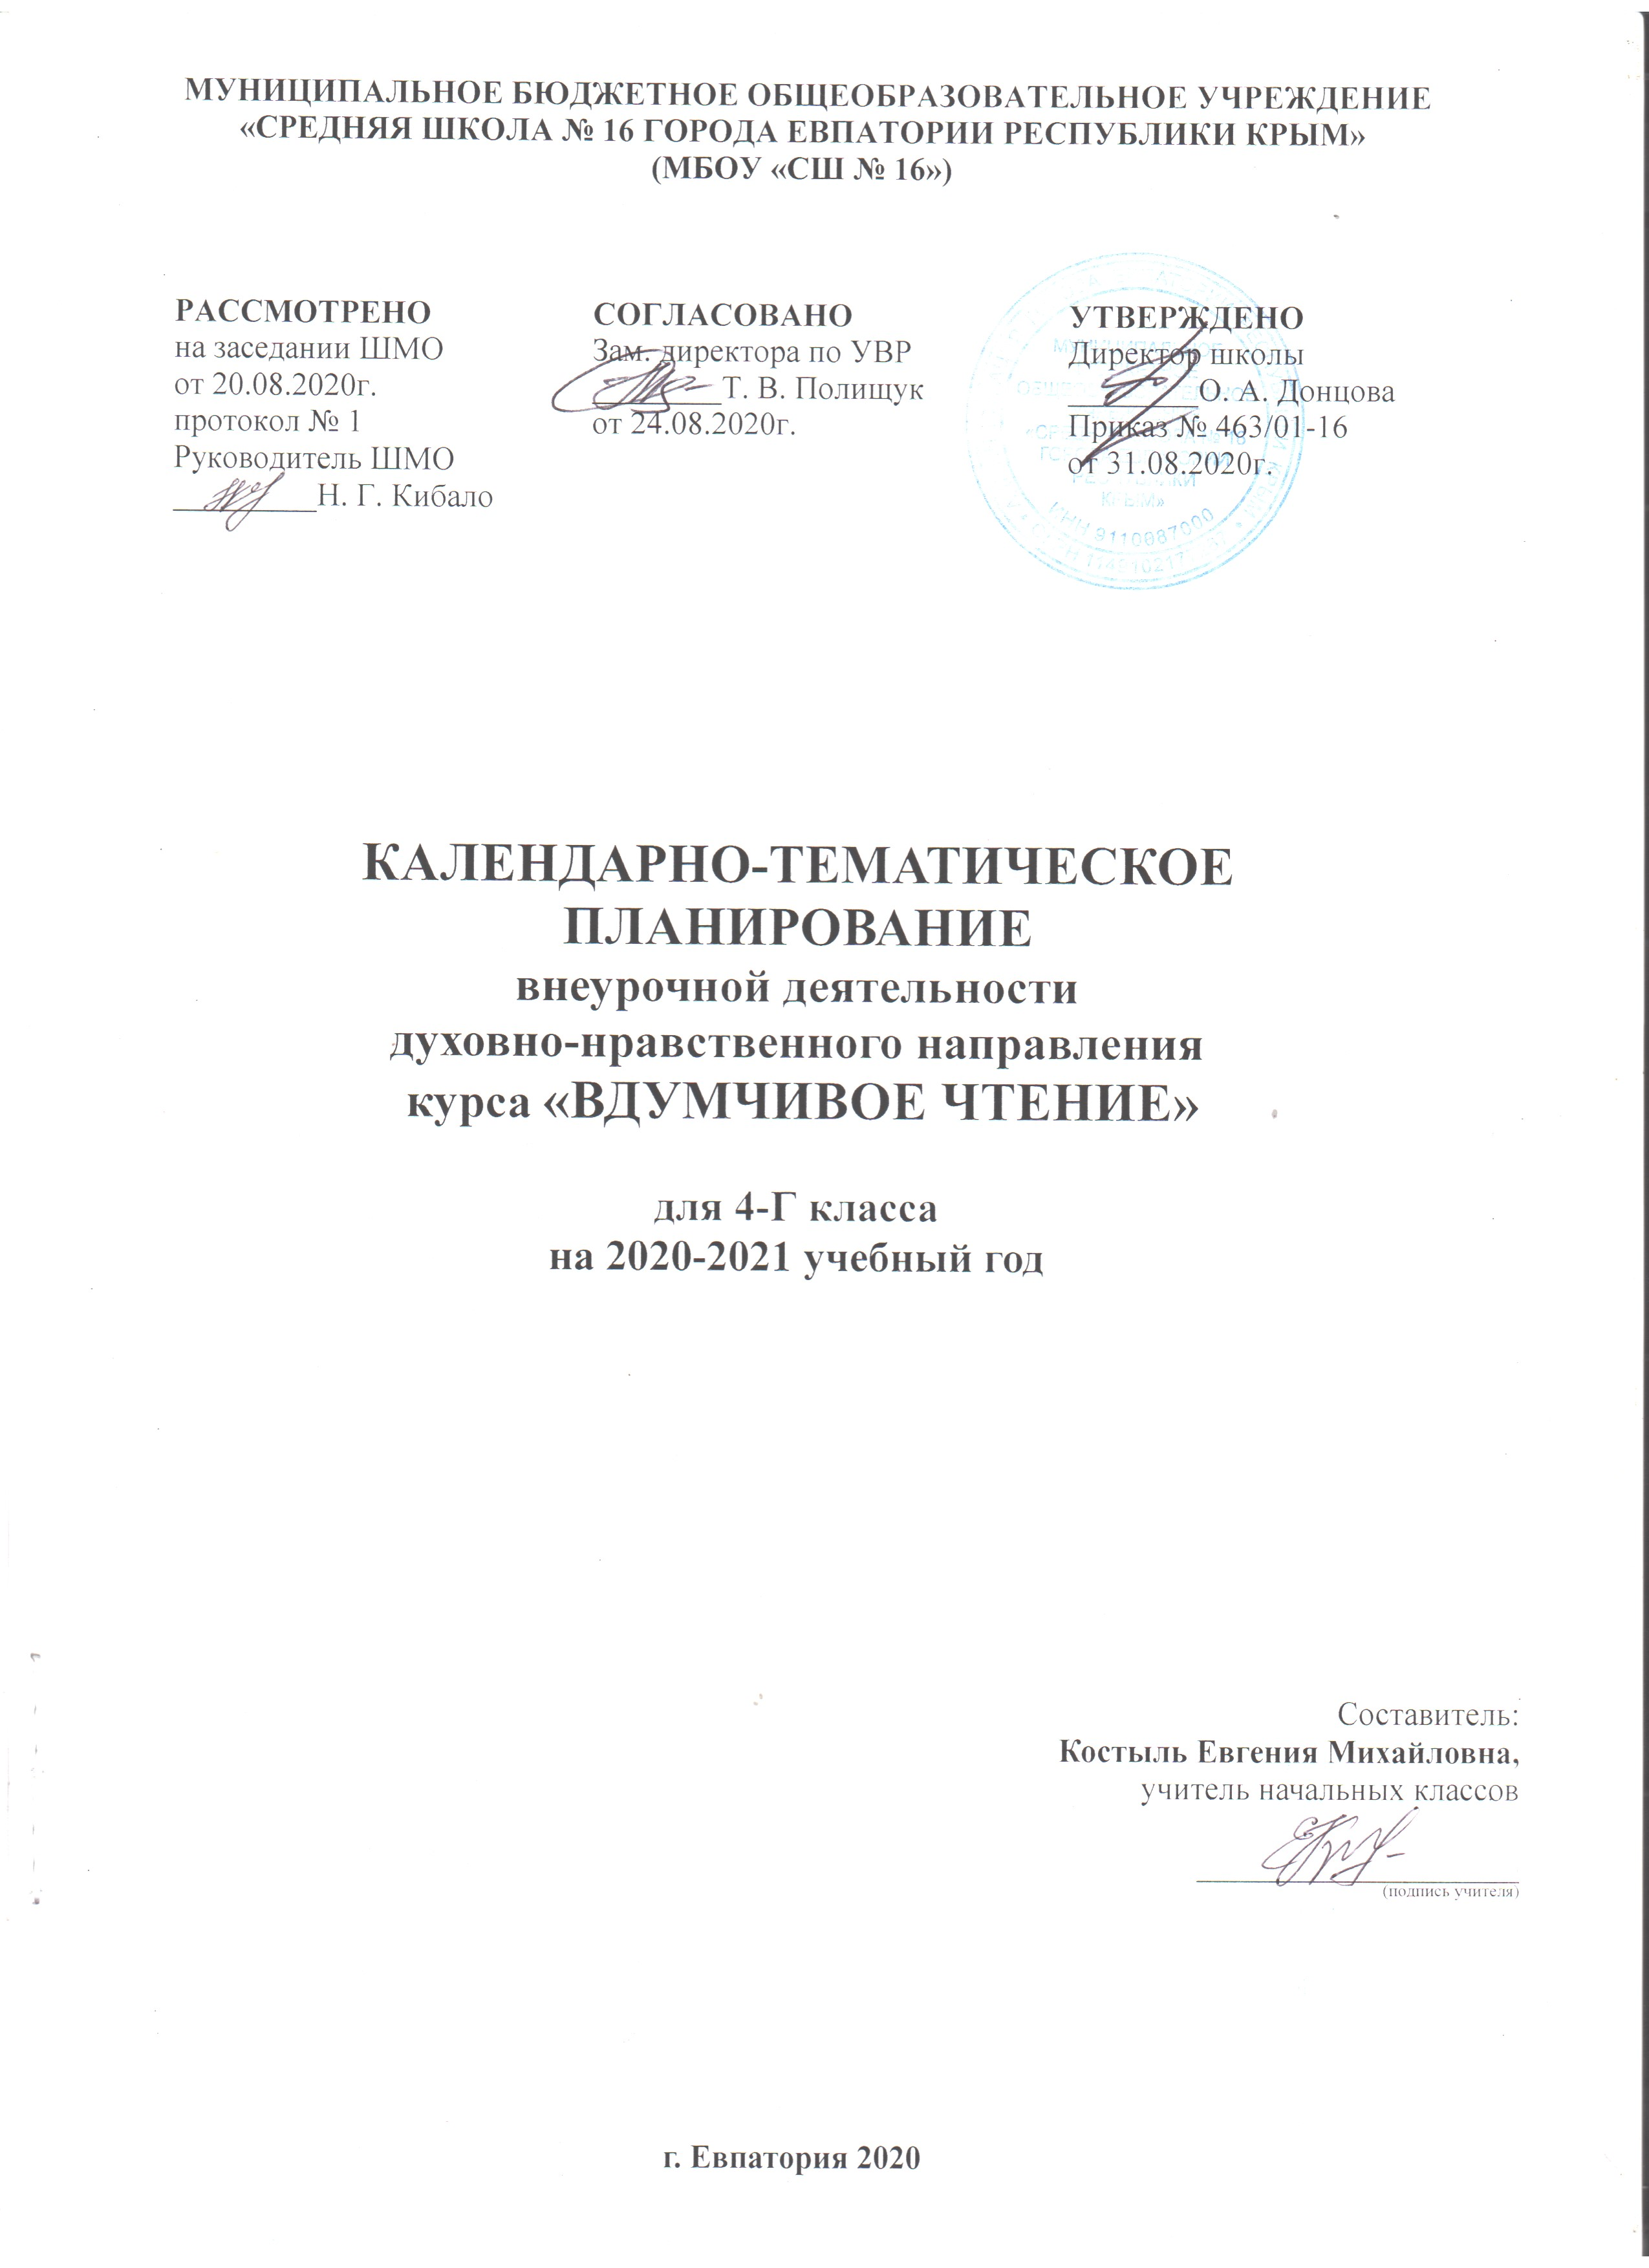 МУНИЦИПАЛЬНОЕ БЮДЖЕТНОЕ ОБЩЕОБРАЗОВАТЕЛЬНОЕ УЧРЕЖДЕНИЕ
«СРЕДНЯЯ ШКОЛА № 16 ГОРОДА ЕВПАТОРИИ РЕСПУБЛИКИ КРЫМ»
(МБОУ «СШ № 16»)
РАССМОТРЕНО
на заседании ШМО
от 20.08.2020г.
протокол № 1
Руководитель ШМО
Н. Г. Кибало
СОГЛАСОВАНО
Зам. директора по УВР
Т. В. Полищук
от 24.08.2020г.
УТВЕРЖДЕНО
Директор школы
О. А. Донцова
Приказ № 463/01-16
от 31.08.2020г.
КРЫМ»
ИНН 9110087000
КАЛЕНДАРНО-ТЕМАТИЧЕСКОЕ
ПЛАНИРОВАНИЕ
внеурочной деятельности
духовно-нравственного направления
курса «ВДУМЧИВОЕ ЧТЕНИЕ»
для 4-Г класса
на 2020-2021 учебный год
Составитель:
Костыль Евгения Михайловна,
учитель начальных классов
(подпись учителя)
г. Евпатория 2020